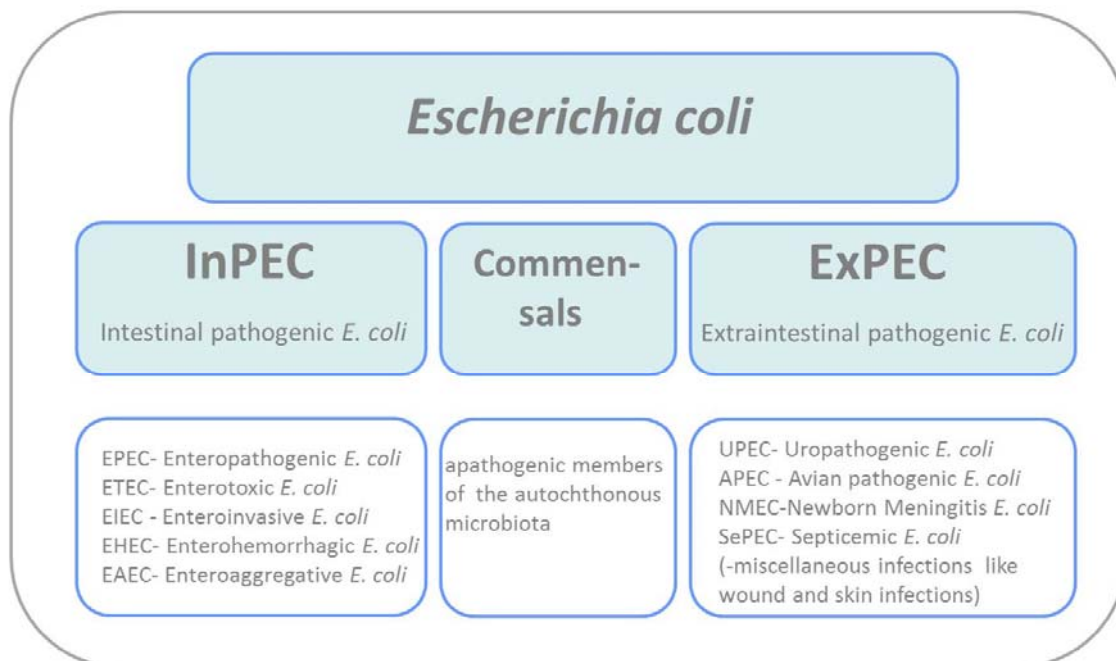 Escherichia coli
InPEC
Intestinal pathogenic E. coli
Commen-
sals
ExPEC
Extraintestinal pathogenic E. coli
EPEC- Enteropathogenic E. coli
ETEC- Enterotoxic E. coli
EIEC - Enteroinvasive E. coli
EHEC- Enterohemorrhagic E. coli
EAEC- Enteroaggregative E. coli
apathogenic members
of the autochthonous
microbiota
UPEC- Uropathogenic E. coli
APEC - Avian pathogenic E. coli
NMEC-Newborn Meningitis E. coli
SePEC- Septicemic E. coli
(-miscellaneous infections like
wound and skin infections)